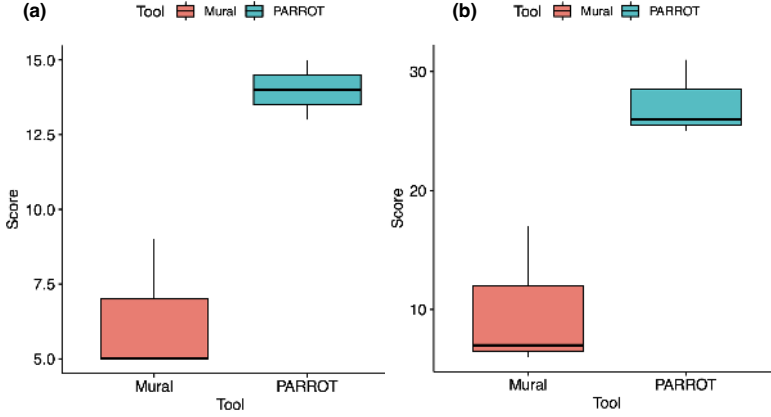 (a) Tool Mural PARROT
15.0
12.5
10.0
7.5
5.0
Score
Mural PARROT
Tool
(b) Tool Mural PARROT
30
20
10
Score
Mural PARROT
Tool